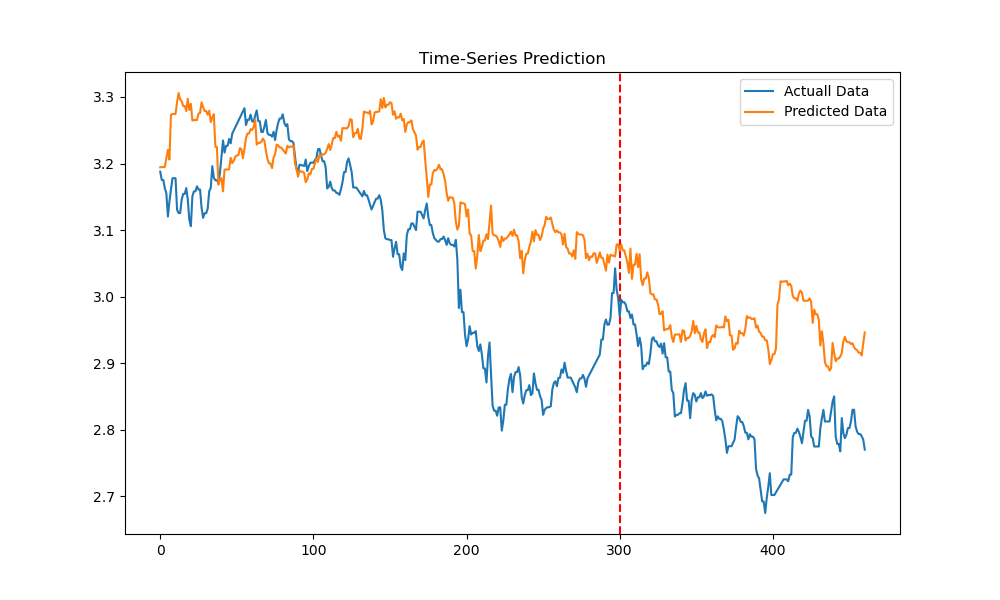 Time-Series Prediction
Actuall Data
Predicted Data
3.3
3.2
3.1
3.0
2.9
2.8
2.7
0 100 200 300 400